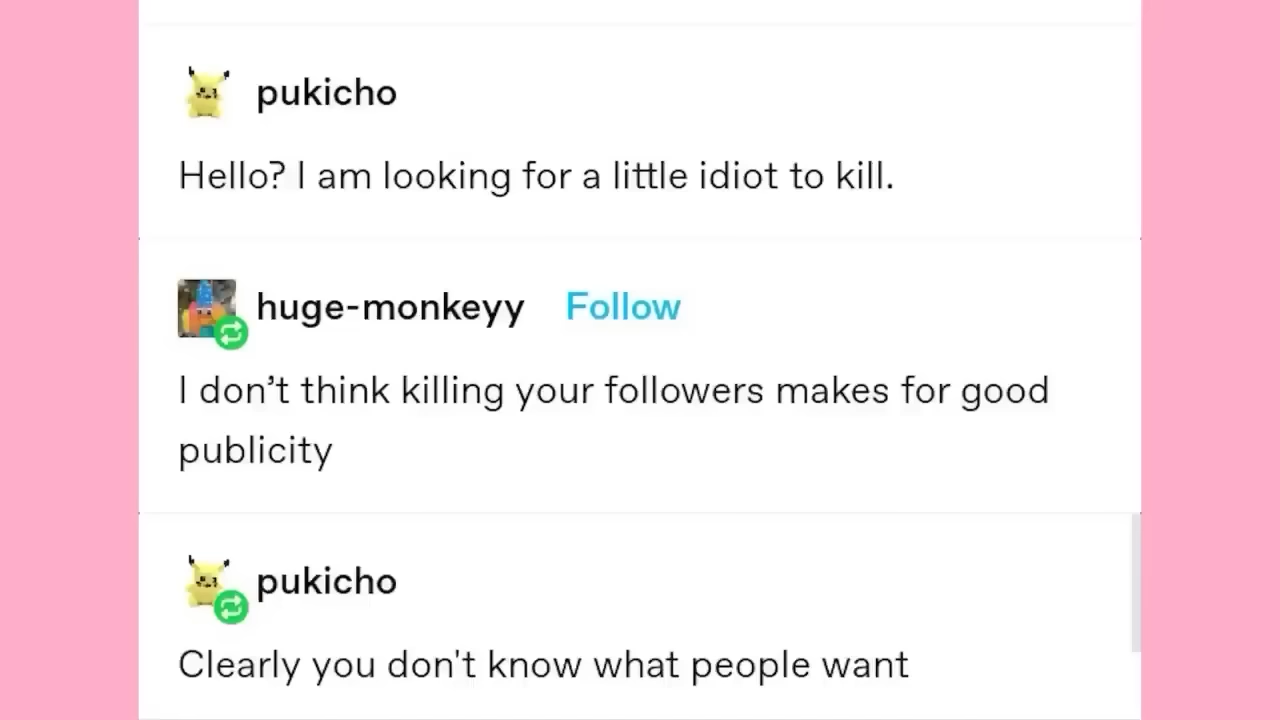 pukicho
Hello? I am looking for a little idiot to kill.
huge-monkeyy Follow
I don’t think killing your followers makes for good
publicity
pukicho
Clearly you don't know what people want